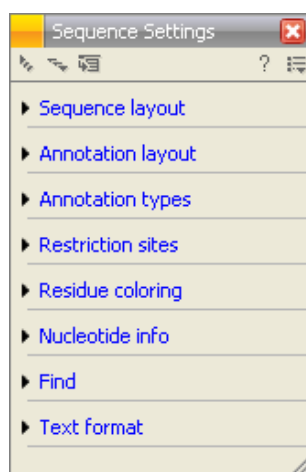 Sequence Settings
?
Sequence layout
Annotation layout
Annotation types
Restriction sites
Residue coloring
Nucleotide info
Find
Text format